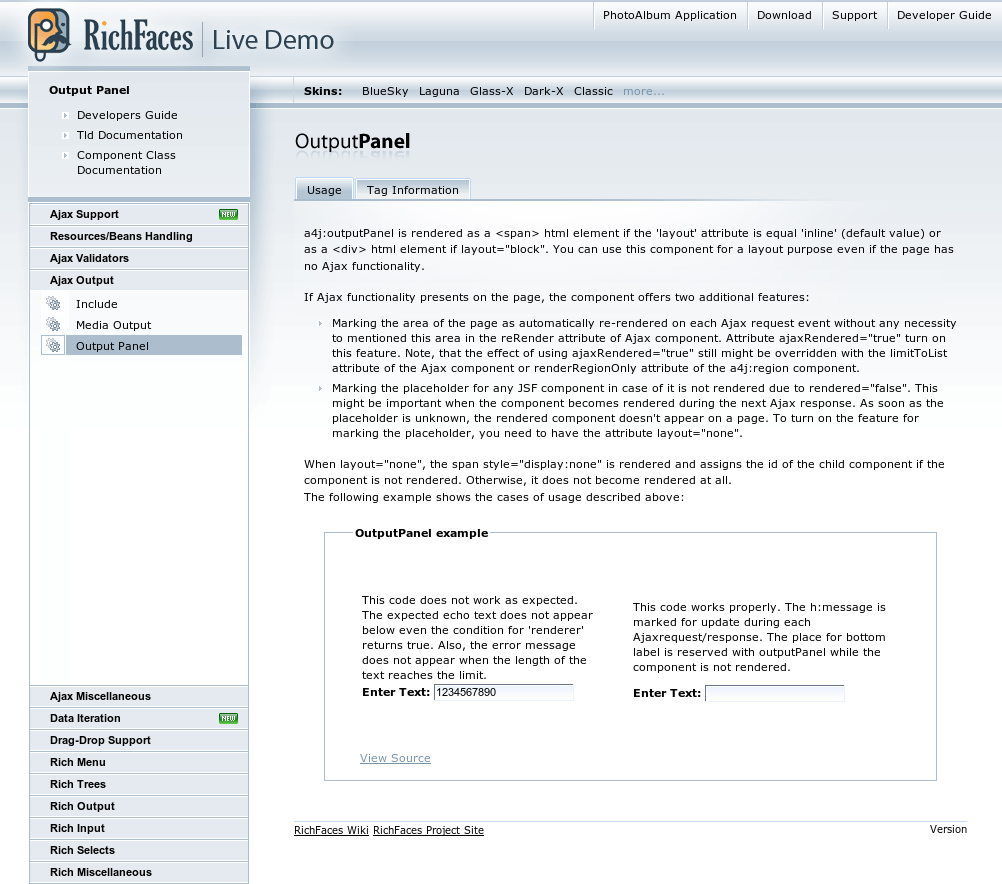 PhotoAlbum Application
Download
Support
Developer Guide
RichFaces
Live Demo
Skins:
BlueSky
Laguna
Glass-X
Dark-X
Classic
more...
Output Panel
Developers Guide
Tld Documentation
Component Class
Documentation
Ajax Support
NEW
Resources/Beans Handling
Ajax Validators
Ajax Output
Include
Media Output
Output Panel
Ajax Miscellaneous
Data Iteration
NEW
Drag-Drop Support
Rich Menu
Rich Trees
Rich Output
Rich Input
Rich Selects
Rich Miscellaneous
OutputPanel
Usage
Tag Information
a4j:outputPanel is rendered as a <span> html element if the 'layout' attribute is equal 'inline' (default value) or
as a <div> html element if layout="block". You can use this component for a layout purpose even if the page has
no Ajax functionality.
If Ajax functionality presents on the page, the component offers two additional features:
Marking the area of the page as automatically re-rendered on each Ajax request event without any necessity
to mentioned this area in the reRender attribute of Ajax component. Attribute ajaxRendered="true" turn on
this feature. Note, that the effect of using ajaxRendered="true" still might be overridden with the limitToList
attribute of the Ajax component or renderRegionOnly attribute of the a4j:region component.
Marking the placeholder for any JSF component in case of it is not rendered due to rendered="false". This
might be important when the component becomes rendered during the next Ajax response. As soon as the
placeholder is unknown, the rendered component doesn't appear on a page. To turn on the feature for
marking the placeholder, you need to have the attribute layout="none".
When layout="none", the span style="display:none" is rendered and assigns the id of the child component if the
component is not rendered. Otherwise, it does not become rendered at all.
The following example shows the cases of usage described above:
OutputPanel example
This code does not work as expected.
The expected echo text does not appear
below even the condition for 'renderer'
returns true. Also, the error message
does not appear when the length of the
text reaches the limit.
Enter Text: 1234567890
This code works properly. The h:message is
marked for update during each
Ajaxrequest/response. The place for bottom
label is reserved with outputPanel while the
component is not rendered.
Enter Text:
View Source
RichFaces Wiki RichFaces Project Site
Version